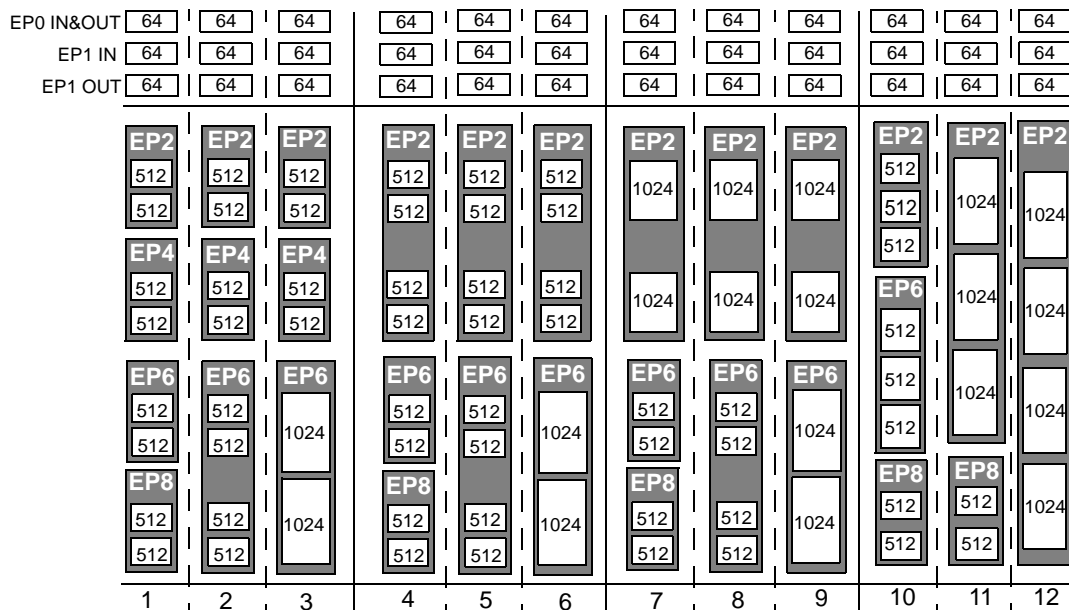 EP0 IN&OUT 64 64 64 64 64 64 64 64 64 64 64 64
EP1 IN 64 64 64 64 64 64 64 64 64 64 64 64
EP1 OUT 64 64 64 64 64 64 64 64 64 64 64 64
EP2 EP2 EP2 EP2 EP2 EP2 EP2 EP2 EP2 EP2 EP2 EP2
512 512 512 512 512 512 1024 1024 1024 512 1024 1024
512 512 512 512 512 512 512
512
EP4 EP4 EP4
512 512 512 512 512 512 1024 1024 1024 EP6 1024 1024
512 512 512 512 512 512 512
EP6 EP6 EP6 EP6 EP6 EP6 EP6 EP6 EP6 512
512 512 1024 512 512 1024 512 512 1024 512 1024 1024
512 512 512 512 512 512
EP8 EP8 EP8 EP8 EP8
512 512 1024 512 512 1024 512 512 1024 512 512 1024
512 512 512 512 512 512 512 512
1 2 3 4 5 6 7 8 9 10 11 12